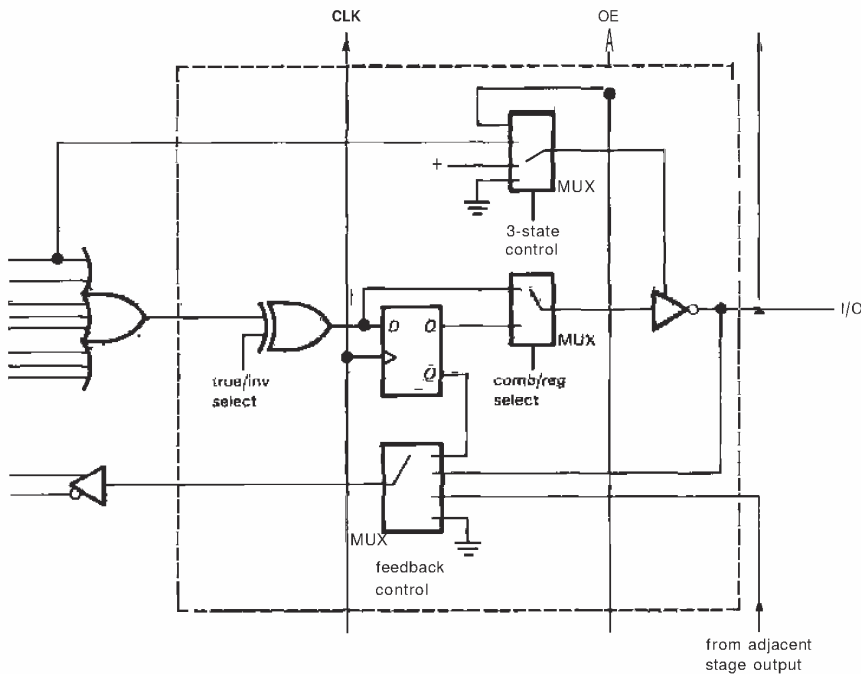 CLK
OE
+
MUX
3-state
control
I/O
D
Q
MUX
Q
true/inv
select
comb/reg
select
MUX
feedback
control
from adjacent
stage output